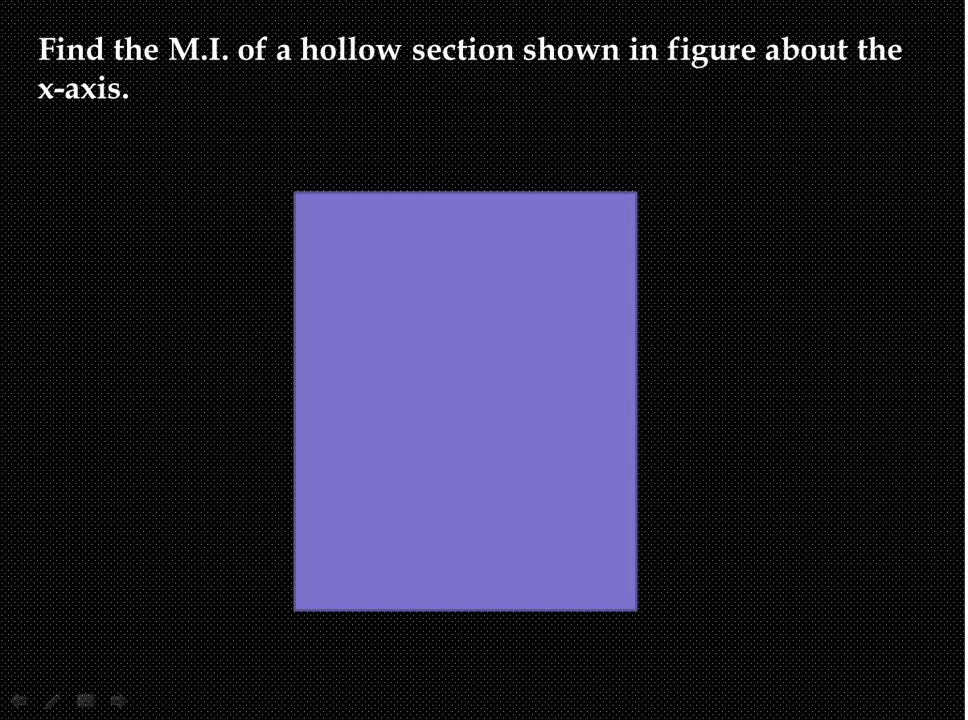 Find the M.I. of a hollow section shown in figure about the
x-axis.